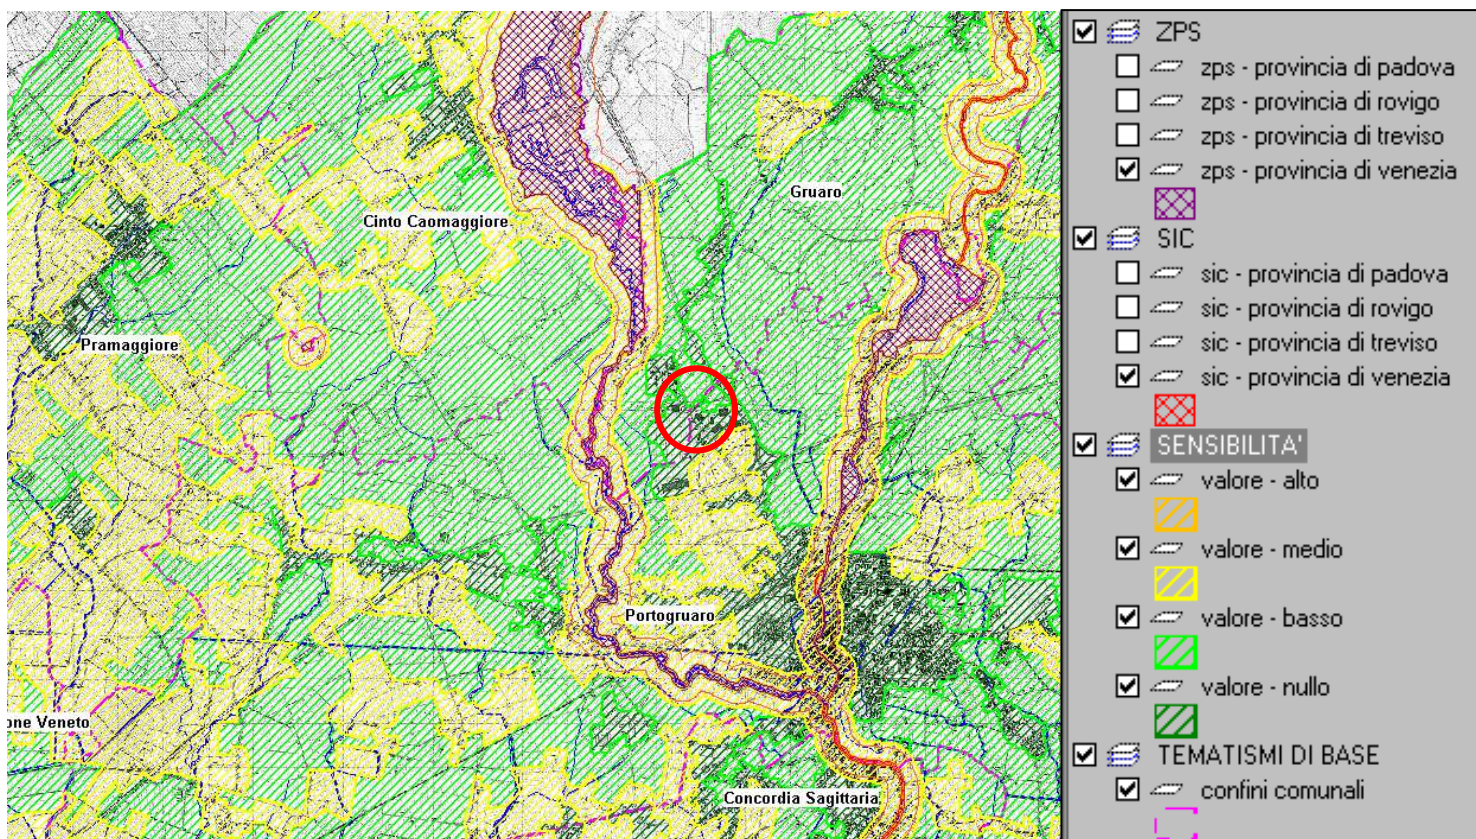 Gruaro
Cinto Caomaggiore
Pramaggiore
Portogruaro
one Veneto
Concordia Sagittaria
ZPS
zps - provincia di padova
zps - provincia di rovigo
zps - provincia di treviso
zps - provincia di venezia
SIC
sic - provincia di padova
sic - provincia di rovigo
sic - provincia di treviso
sic - provincia di venezia
SENSIBILITA'
valore - alto
valore - medio
valore - basso
valore - nullo
TEMATISMI DI BASE
confini comunali